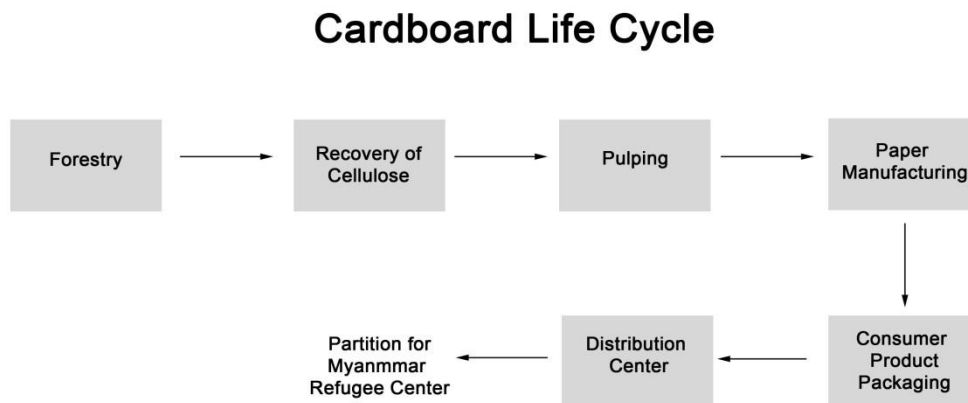 Cardboard Life Cycle
Forestry
Recovery of
Cellulose
Pulping
Paper
Manufacturing
Partition for
Myanmmar
Refugee Center
Distribution
Center
Consumer
Product
Packaging